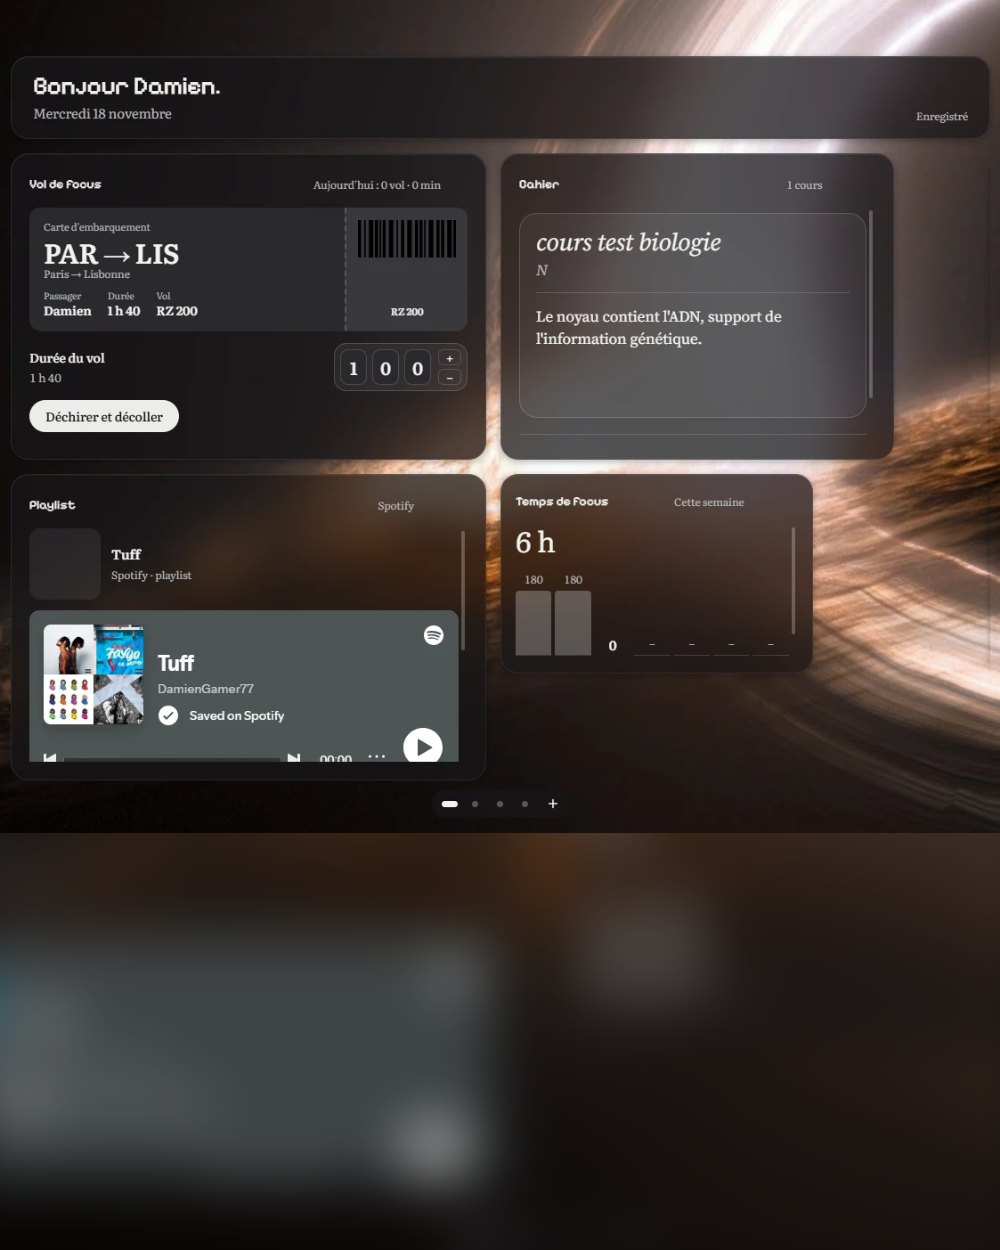 Bonjour Damien.
Mercredi 18 novembre
Enregistré
Vol de Focus
Aujourd'hui : 0 vol · 0 min
Carte d'embarquement
PAR → LIS
Paris → Lisbonne
Passager Durée Vol
Damien 1 h 40 RZ 200
RZ 200
Durée du vol
1 h 40
1 0 0
+
−
Déchirer et décoller
Cahier
1 cours
cours test biologie
N
Le noyau contient l'ADN, support de
l'information génétique.
Playlist
Spotify
Tuff
Spotify · playlist
Tuff
DamienGamer77
Saved on Spotify
00:00
Temps de Focus
Cette semaine
6 h
180 180
0 – – – –
+